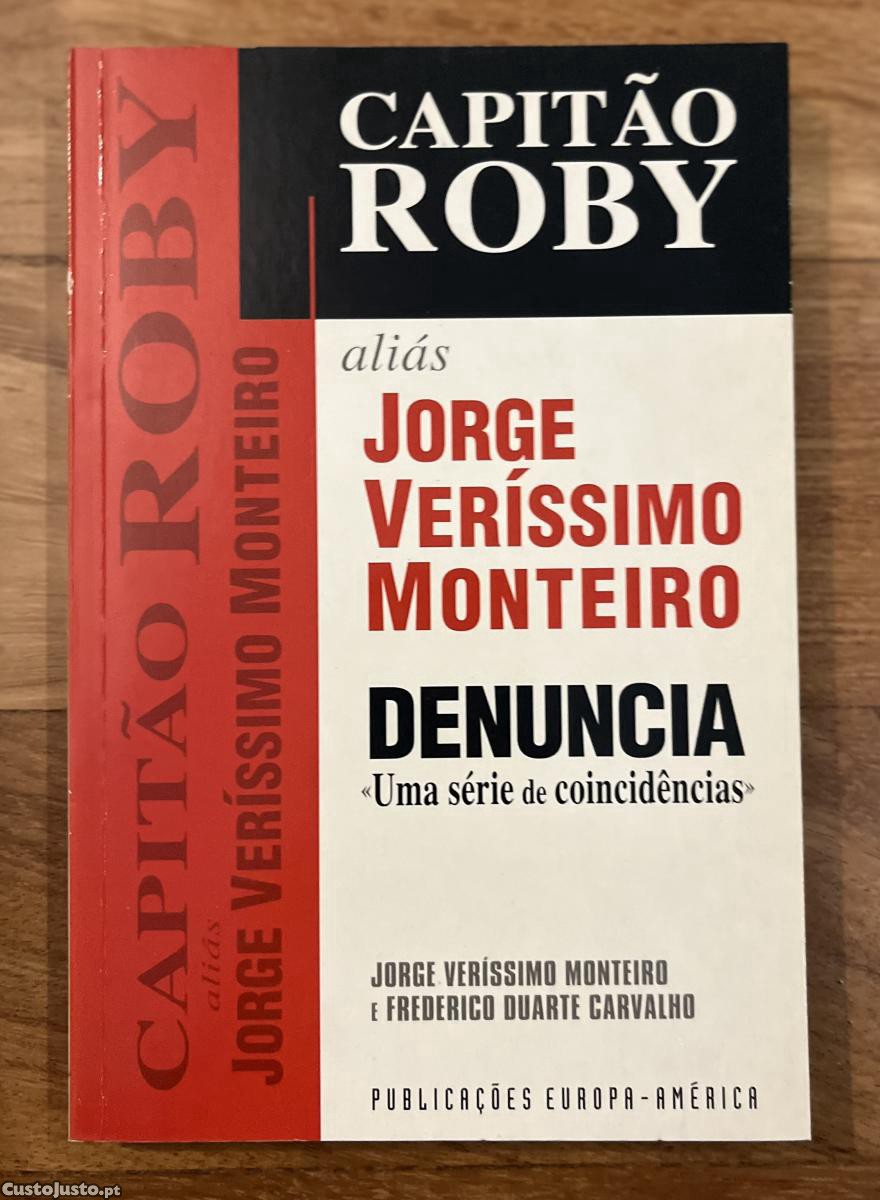 CAPITÃO ROBY
aliás
JORGE VERÍSSIMO MONTEIRO
CAPITÃO
ROBY
aliás
JORGE
VERÍSSIMO
MONTEIRO
DENUNCIA
«Uma série de coincidências»
JORGE VERÍSSIMO MONTEIRO
E FREDERICO DUARTE CARVALHO
PUBLICAÇÕES EUROPA-AMÉRICA
CustoJusto.pt